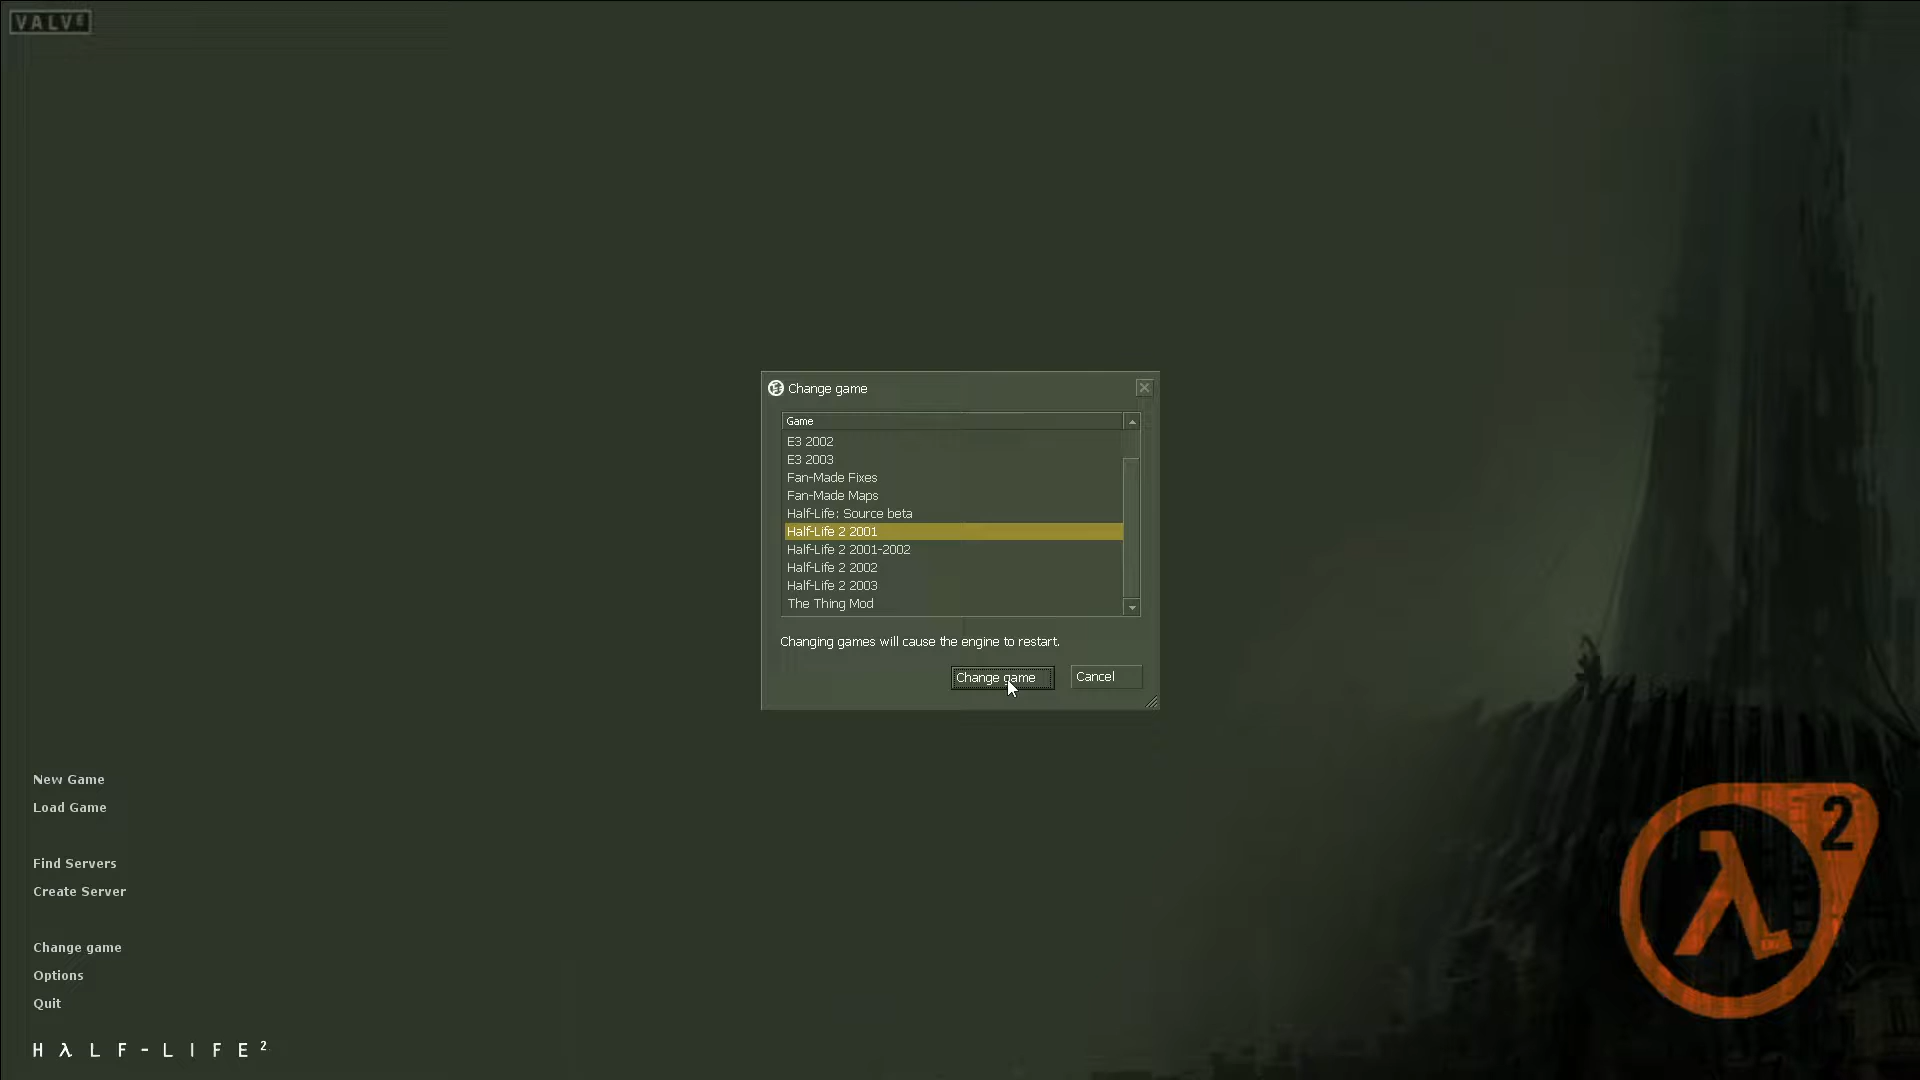 VALVE
Change game
Game
E3 2002
E3 2003
Fan-Made Fixes
Fan-Made Maps
Half-Life: Source beta
Half-Life 2 2001
Half-Life 2 2001-2002
Half-Life 2 2002
Half-Life 2 2003
The Thing Mod
Changing games will cause the engine to restart.
Change game
Cancel
New Game
Load Game
Find Servers
Create Server
Change game
Options
Quit
HλLF-LIFE²
λ2